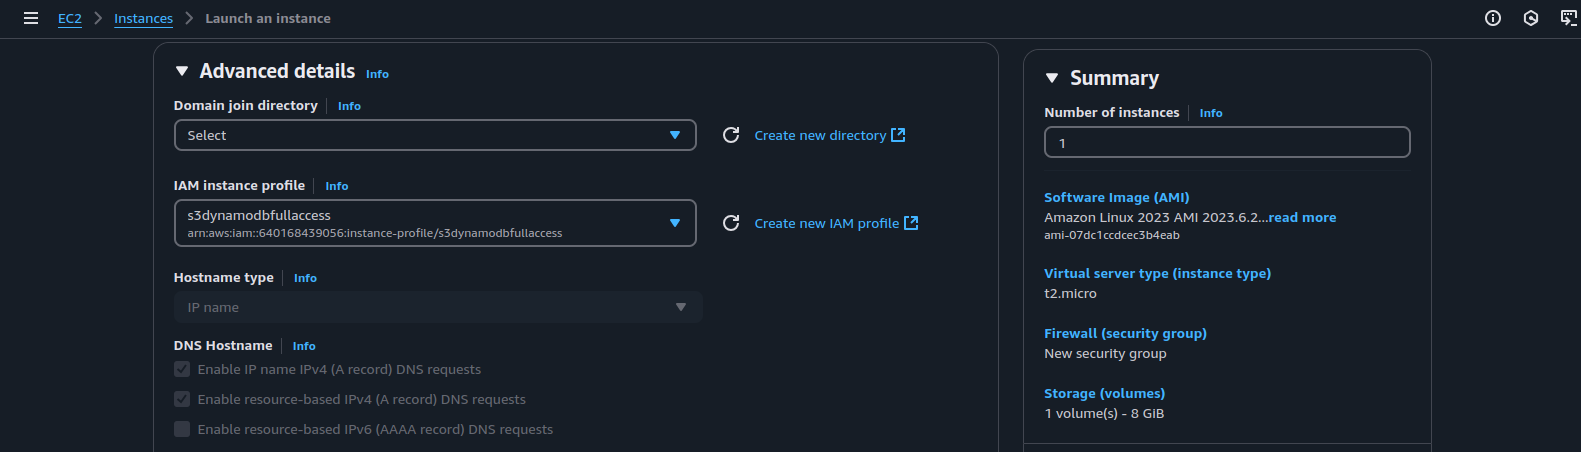 EC2 Instances Launch an instance
Advanced details Info
Domain join directory Info
Select
Create new directory
IAM instance profile Info
s3dynamodbfullaccess
arn:aws:iam::640168439056:instance-profile/s3dynamodbfullaccess
Create new IAM profile
Hostname type Info
IP name
DNS Hostname Info
Enable IP name IPv4 (A record) DNS requests
Enable resource-based IPv4 (A record) DNS requests
Enable resource-based IPv6 (AAAA record) DNS requests
Summary
Number of instances Info
1
Software Image (AMI)
Amazon Linux 2023 AMI 2023.6.2...read more
ami-07dc1ccdcec3b4eab
Virtual server type (instance type)
t2.micro
Firewall (security group)
New security group
Storage (volumes)
1 volume(s) - 8 GiB